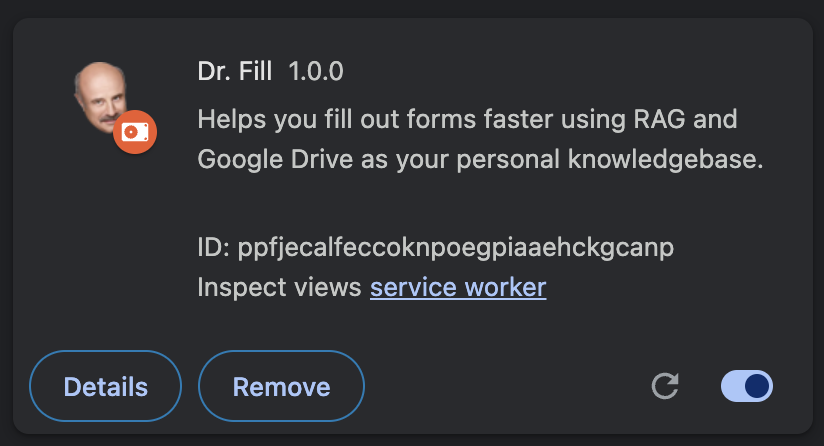 Dr. Fill 1.0.0
Helps you fill out forms faster using RAG and
Google Drive as your personal knowledgebase.
ID: ppfjecalfeccoknpoegpiaaehckgcanp
Inspect views service worker
Details Remove